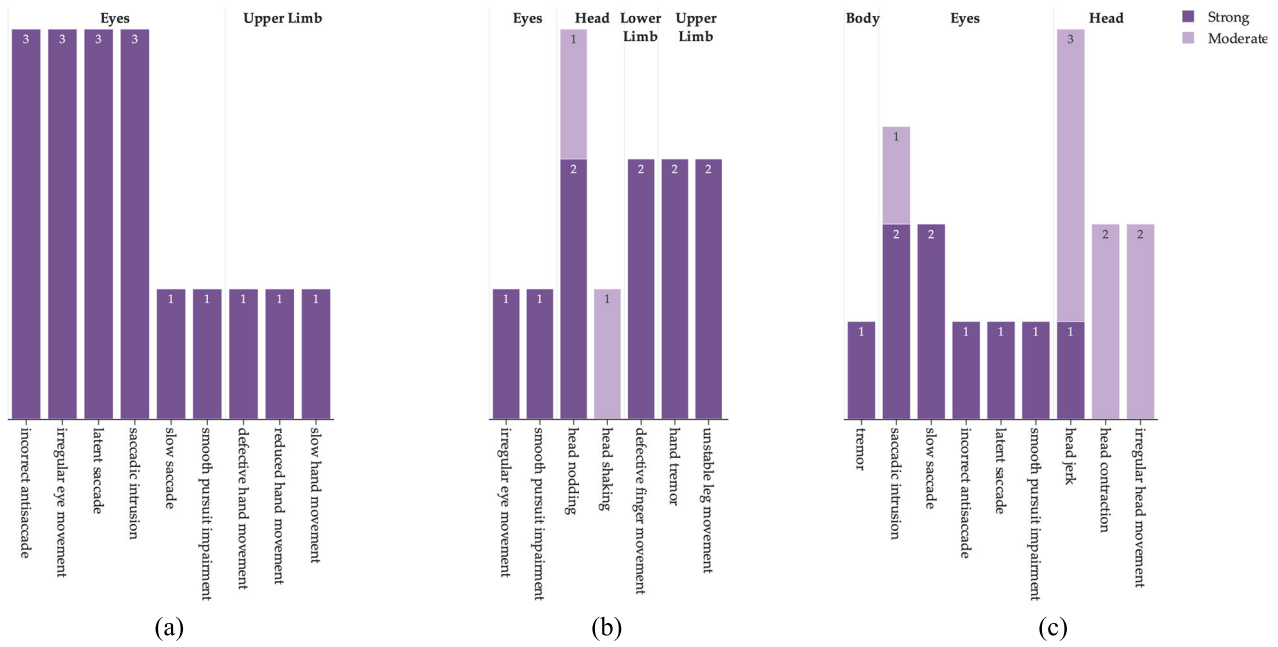 Eyes
Upper Limb
3
3
3
3
1
1
1
1
1
incorrect antisaccade
irregular eye movement
latent saccade
saccadic intrusion
slow saccade
smooth pursuit impairment
defective hand movement
reduced hand movement
slow hand movement
(a)
Eyes
Head
Lower
Limb
Upper
Limb
1
1
1
2
1
2
2
2
irregular eye movement
smooth pursuit impairment
head nodding
head shaking
defective finger movement
hand tremor
unstable leg movement
(b)
Body
Eyes
Head
1
1
2
2
1
1
1
3
1
2
2
tremor
saccadic intrusion
slow saccade
incorrect antisaccade
latent saccade
smooth pursuit impairment
head jerk
head contraction
irregular head movement
(c)
Strong
Moderate